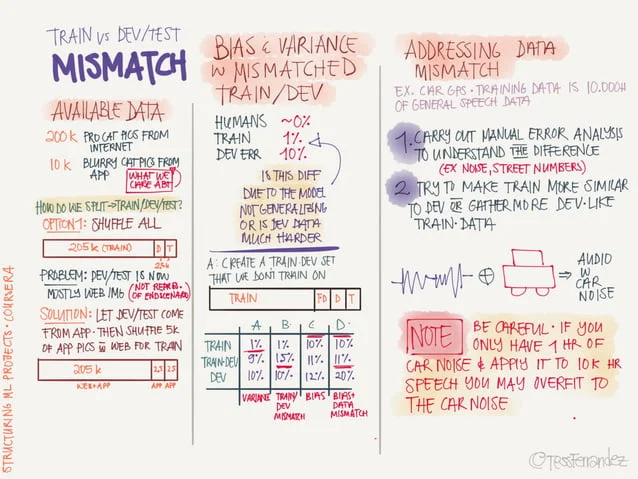 TRAIN vs DEV/TEST
MISMATCH
AVAILABLE DATA
200k PRO CAT PICS FROM
INTERNET
10k BLURRY CAT PICS FROM
APP
WHAT WE
CARE ABT
HOW DO WE SPLIT → TRAIN/DEV/TEST?
OPTION 1: SHUFFLE ALL
205k (TRAIN) D T
2.5k
PROBLEM: DEV/TEST IS NOW
MOSTLY WEB IMG (NOT REPR.
OF END SCENARIO)
SOLUTION: LET DEV/TEST COME
FROM APP. THEN SHUFFLE 5K
OF APP PICS W WEB FOR TRAIN
205k 2.5 2.5
WEB+APP APP APP
STRUCTURING ML PROJECTS · COURSERA
BIAS & VARIANCE
W MISMATCHED
TRAIN/DEV
HUMANS ~0%
TRAIN 1%
DEV ERR 10%
IS THIS DIFF
DUE TO THE MODEL
NOT GENERALIZING
OR IS DEV DATA
MUCH HARDER
A: CREATE A TRAIN-DEV SET
THAT WE DON'T TRAIN ON
TRAIN D T
A B C D
TRAIN 1% 1% 10% 10%
TRAIN-DEV 9% 1.5% 11% 11%
DEV 10% 10% 12% 20%
VARIANCE TRAIN/ BIAS BIAS+
DEV DATA
MISMATCH MISMATCH
ADDRESSING DATA
MISMATCH
EX. CAR GPS · TRAINING DATA IS 10.000H
OF GENERAL SPEECH DATA
1. CARRY OUT MANUAL ERROR ANALYSIS
TO UNDERSTAND THE DIFFERENCE
(EX NOISE, STREET NUMBERS)
2 TRY TO MAKE TRAIN MORE SIMILAR
TO DEV OR GATHER MORE DEV-LIKE
TRAIN·DATA
⊕ ⇒ AUDIO
W
CAR
NOISE
NOTE BE CAREFUL · IF YOU
ONLY HAVE 1 HR OF
CAR NOISE & APPLY IT TO 10K HR
SPEECH YOU MAY OVERFIT TO
THE CAR NOISE
©TessFerrandez